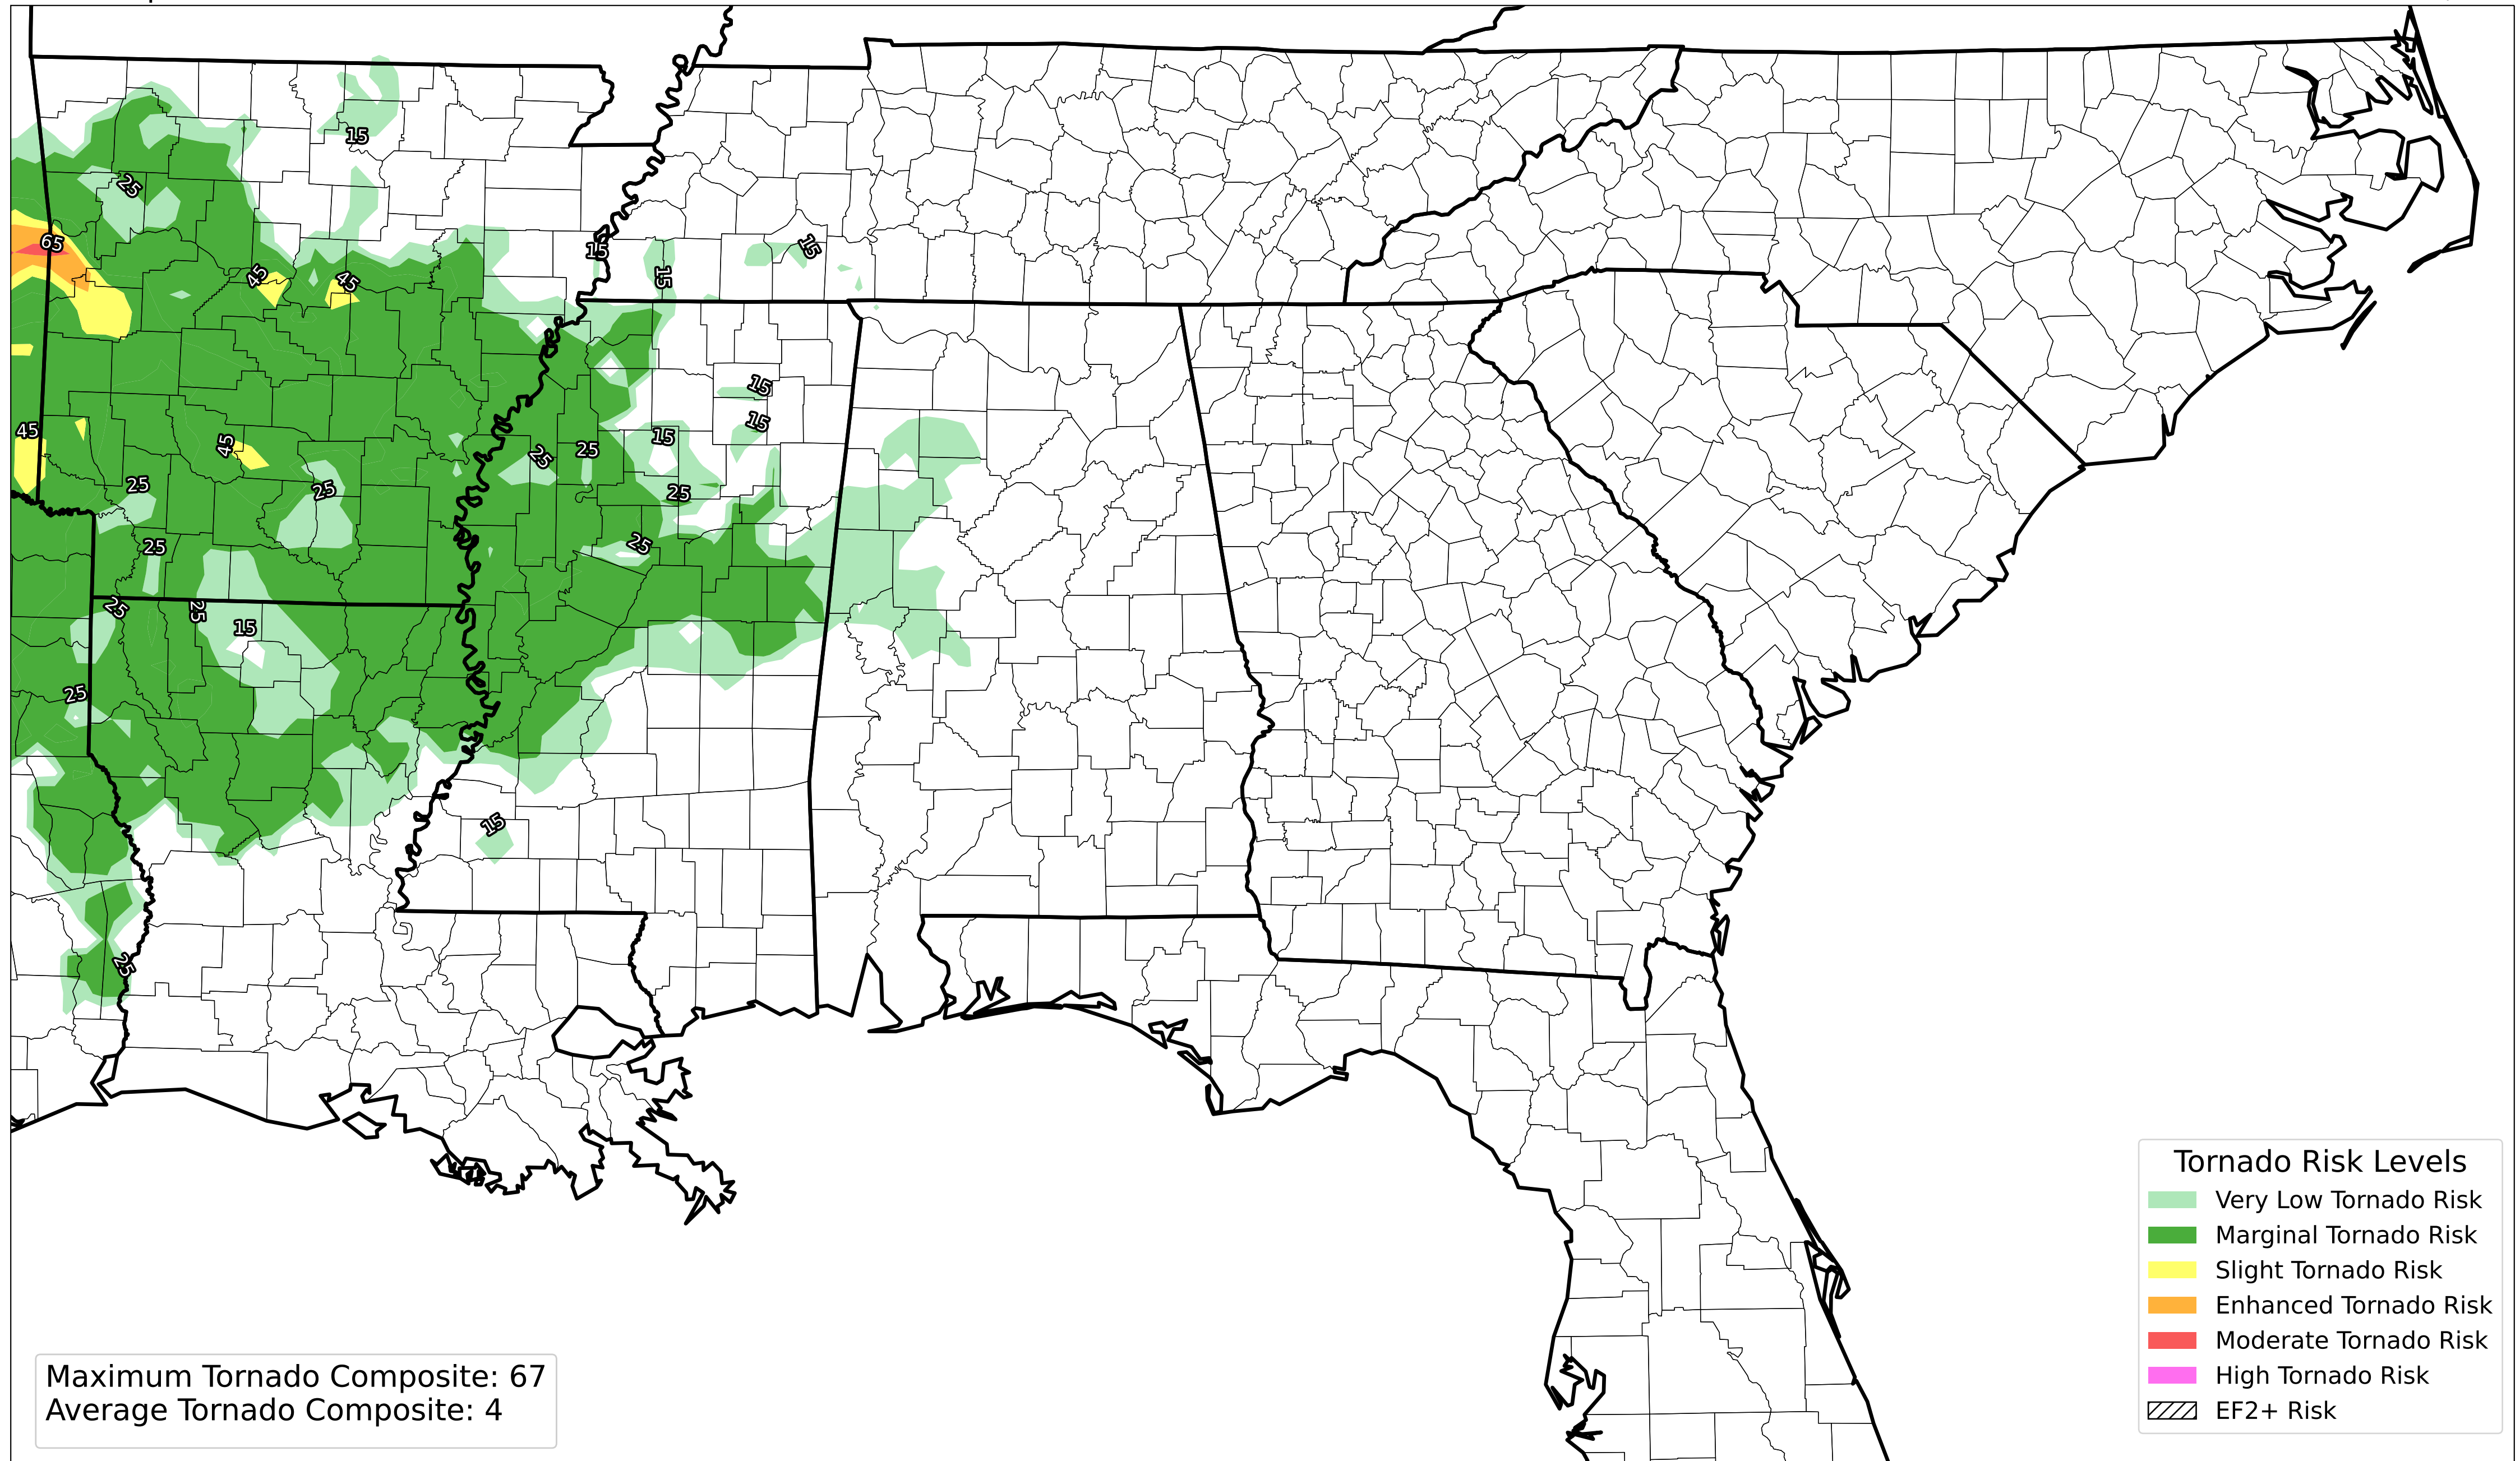 15
25
65
15
15
15
45
45
15
45
15
45
15
25
25
25
25
25
25
25
25
25
15
25
15
25
Tornado Risk Levels
Very Low Tornado Risk
Marginal Tornado Risk
Slight Tornado Risk
Enhanced Tornado Risk
Moderate Tornado Risk
High Tornado Risk
EF2+ Risk
Maximum Tornado Composite: 67
Average Tornado Composite: 4